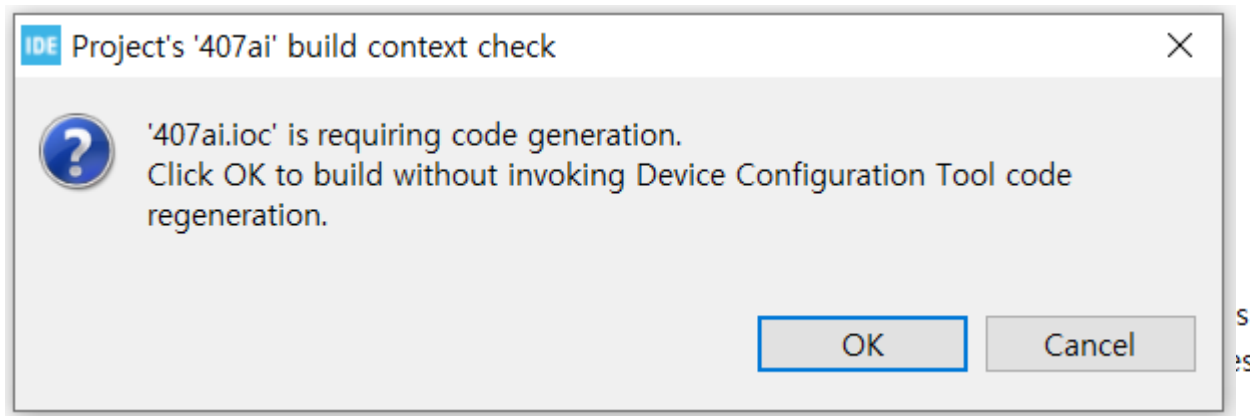 IDE Project's '407ai' build context check
'407ai.ioc' is requiring code generation.
Click OK to build without invoking Device Configuration Tool code
regeneration.
OK Cancel